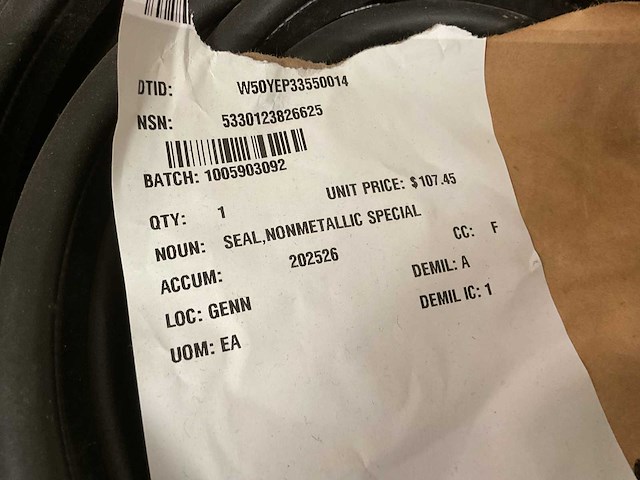 DTID: W50YEP33550014
NSN: 5330123826625
BATCH: 1005903092
QTY: 1 UNIT PRICE: $107.45
NOUN: SEAL,NONMETALLIC SPECIAL
ACCUM: 202526 CC: F
LOC: GENN DEMIL: A
UOM: EA DEMIL IC: 1